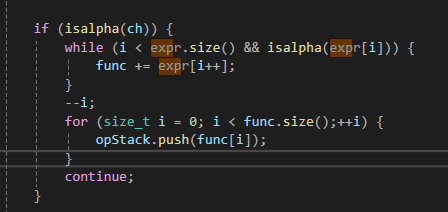 if (isalpha(ch)) {
while (i < expr.size() && isalpha(expr[i])) {
func += expr[i++];
}
--i;
for (size_t i = 0; i < func.size();++i) {
opStack.push(func[i]);
}
continue;
}